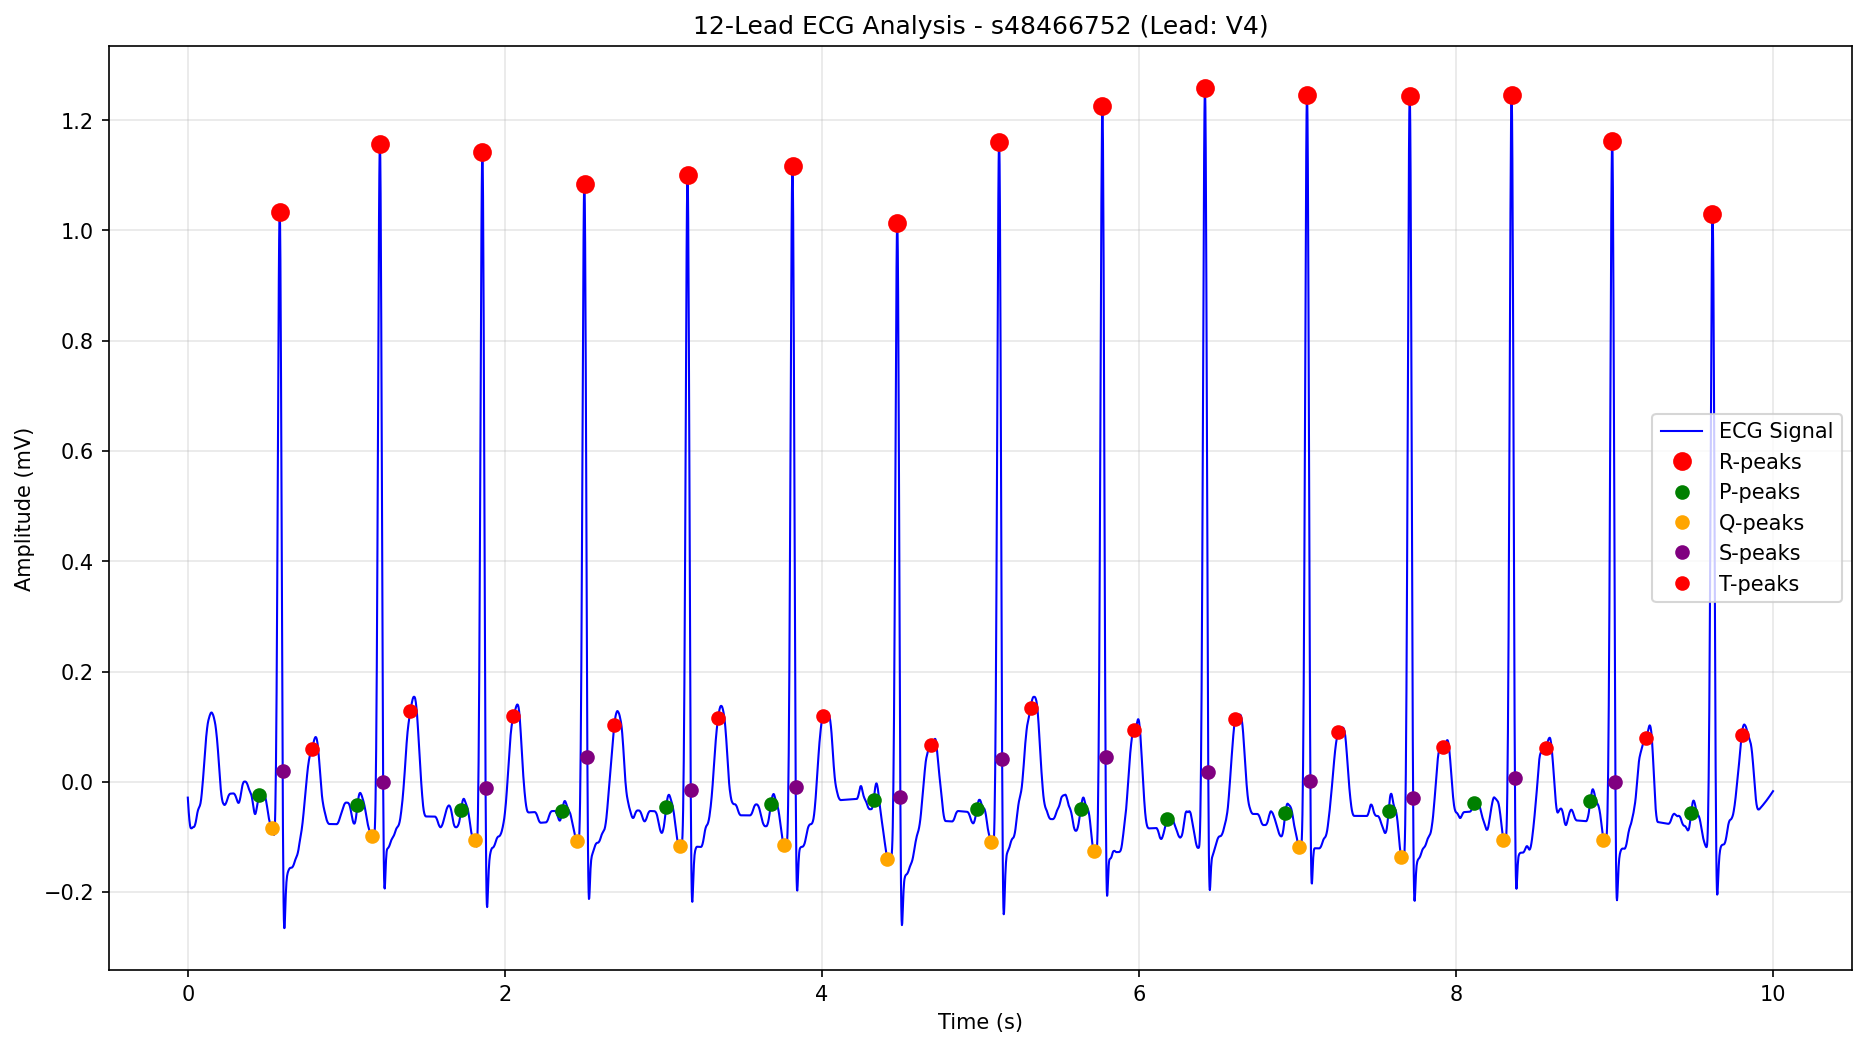 12-Lead ECG Analysis - s48466752 (Lead: V4)
Amplitude (mV)
1.2
1.0
0.8
0.6
0.4
0.2
0.0
−0.2
ECG Signal
R-peaks
P-peaks
Q-peaks
S-peaks
T-peaks
0 2 4 6 8 10
Time (s)